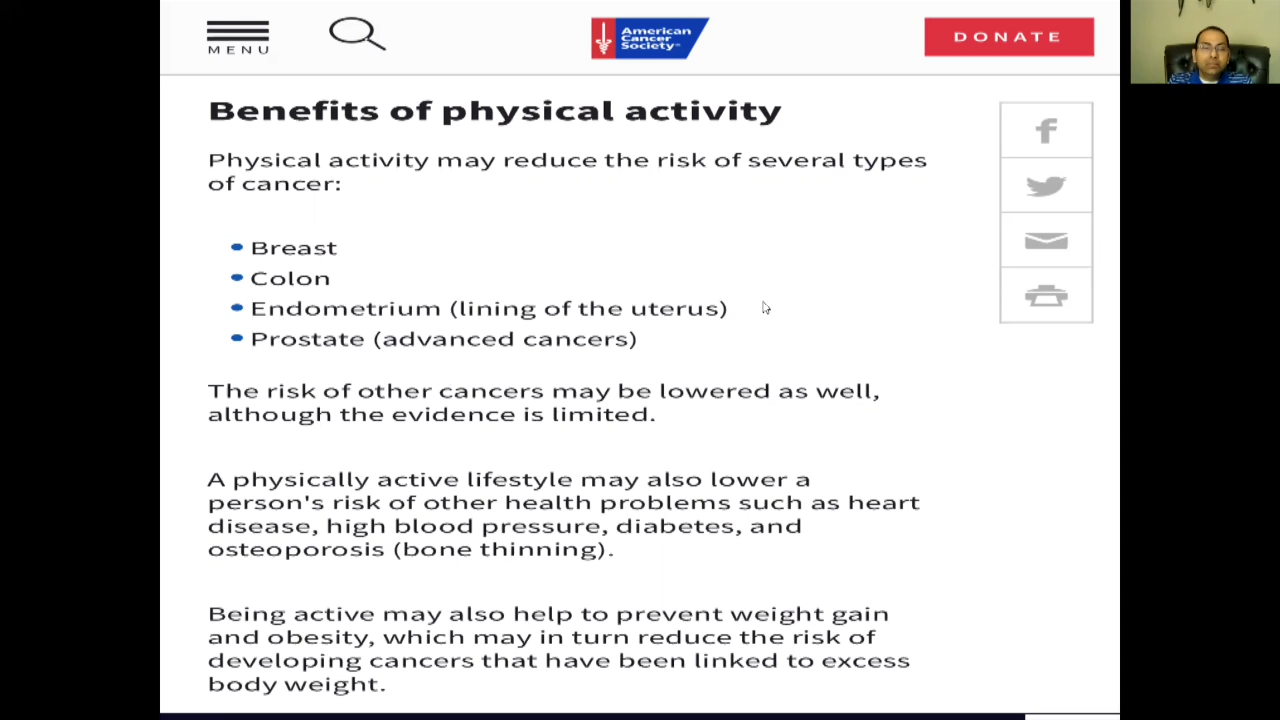 MENU
American
Cancer
Society
DONATE
Benefits of physical activity
Physical activity may reduce the risk of several types
of cancer:
Breast
Colon
Endometrium (lining of the uterus)
Prostate (advanced cancers)
The risk of other cancers may be lowered as well,
although the evidence is limited.
A physically active lifestyle may also lower a
person's risk of other health problems such as heart
disease, high blood pressure, diabetes, and
osteoporosis (bone thinning).
Being active may also help to prevent weight gain
and obesity, which may in turn reduce the risk of
developing cancers that have been linked to excess
body weight.